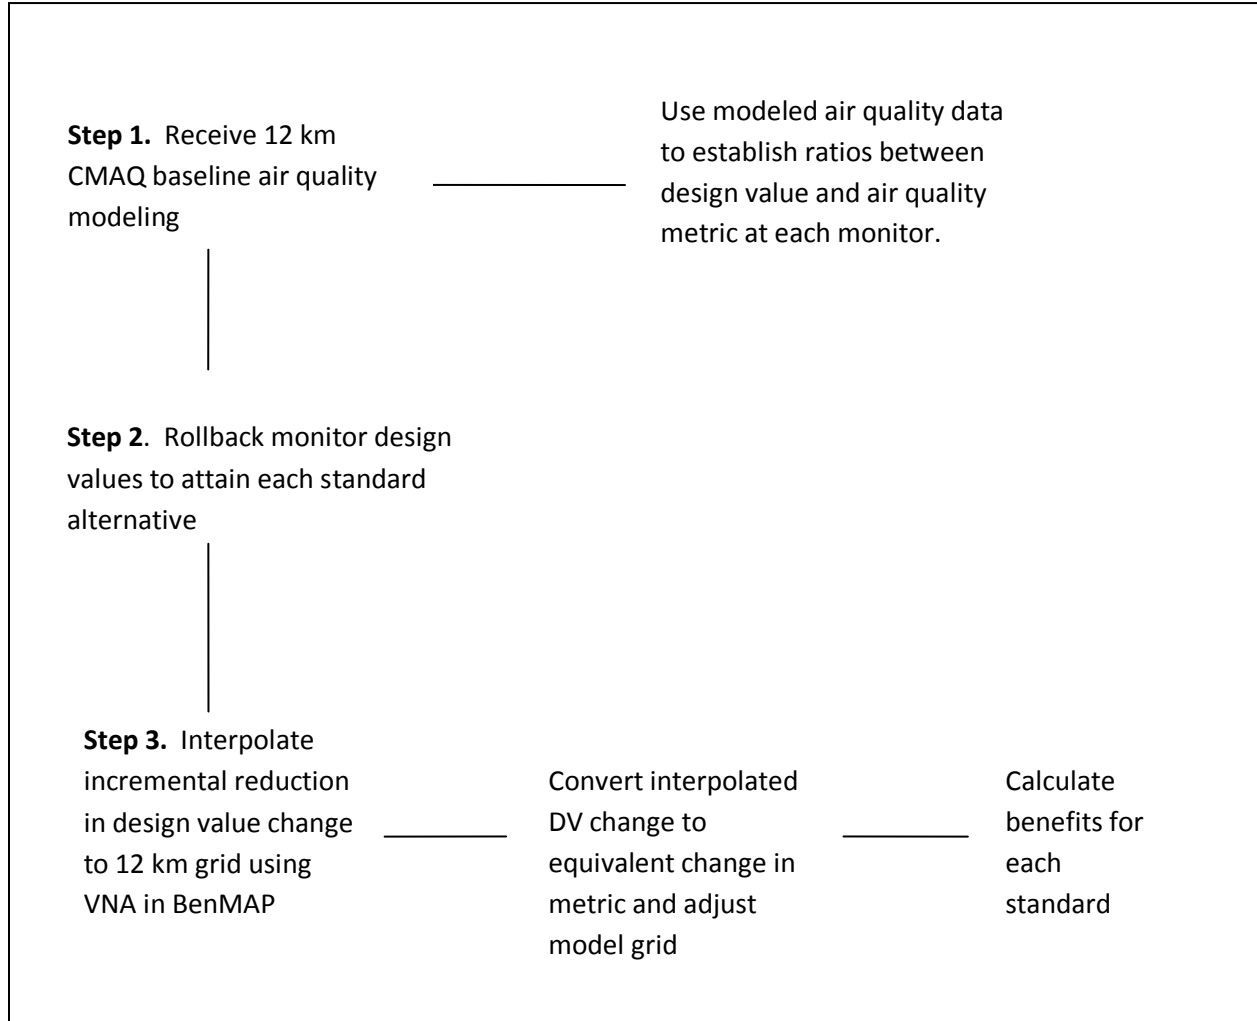 Step 1.  Receive 12 km
CMAQ baseline air quality
modeling
Use modeled air quality data
to establish ratios between
design value and air quality
metric at each monitor.
Step 2.  Rollback monitor design
values to attain each standard
alternative
Step 3.  Interpolate
incremental reduction
in design value change
to 12 km grid using
VNA in BenMAP
Convert interpolated
DV change to
equivalent change in
metric and adjust
model grid
Calculate
benefits for
each
standard